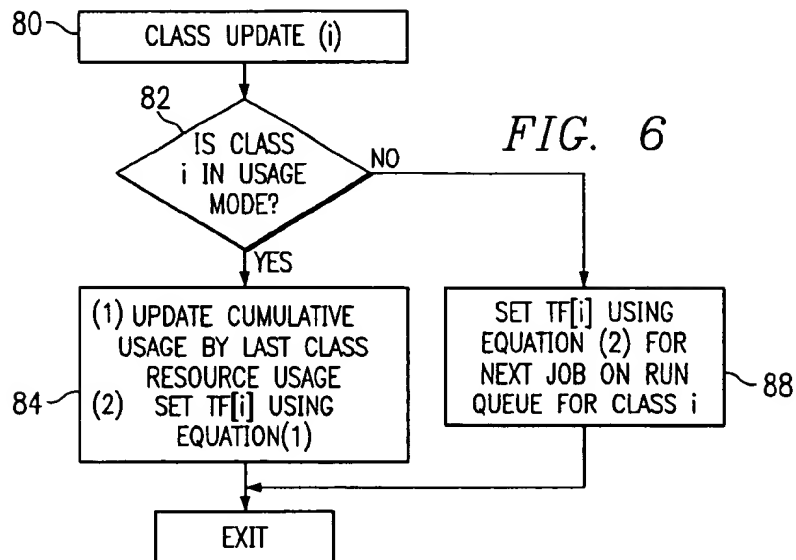 80
CLASS UPDATE (i)
82
IS CLASS
i IN USAGE
MODE?
NO
FIG. 6
YES
(1) UPDATE CUMULATIVE
USAGE BY LAST CLASS
RESOURCE USAGE
(2) SET TF[i] USING
EQUATION(1)
84
SET TF[i] USING
EQUATION (2) FOR
NEXT JOB ON RUN
QUEUE FOR CLASS i
88
EXIT